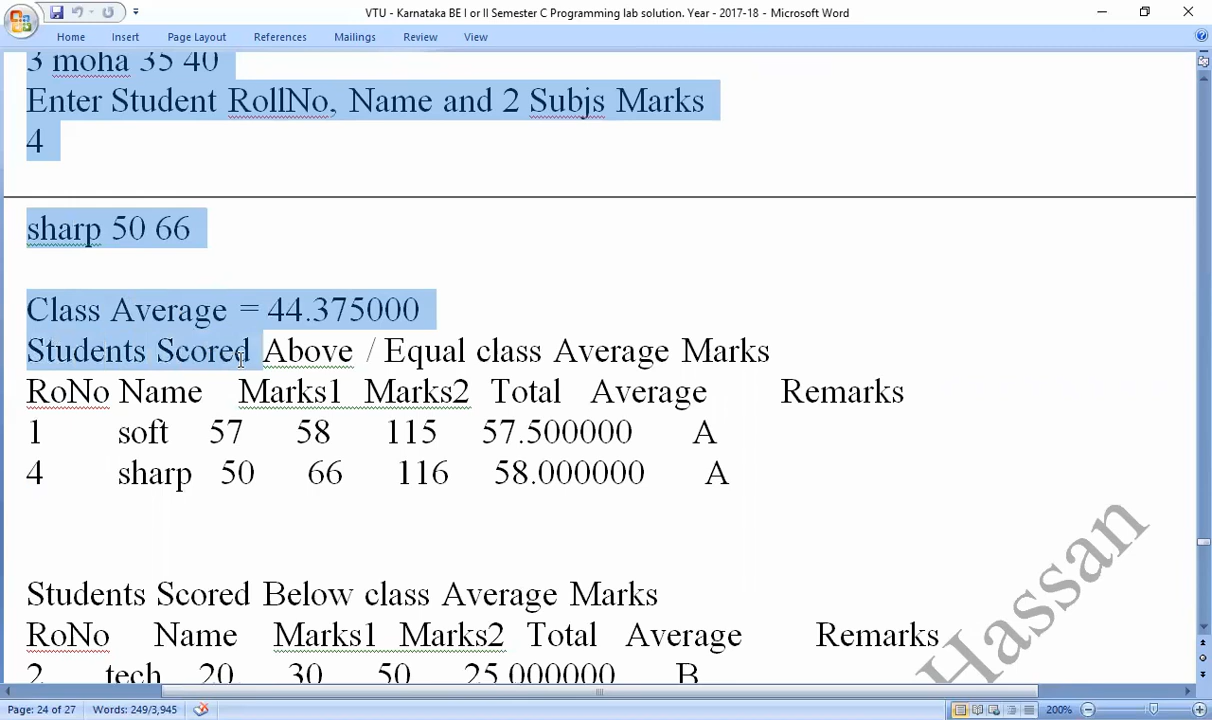 VTU - Karnataka BE I or II Semester C Programming lab solution. Year - 2017-18 - Microsoft Word
Home Insert Page Layout References Mailings Review View
3 moha 35 40
Enter Student RollNo, Name and 2 Subjs Marks
4
sharp 50 66
Class Average = 44.375000
Students Scored Above / Equal class Average Marks
RoNo Name Marks1 Marks2 Total Average Remarks
1 soft 57 58 115 57.500000 A
4 sharp 50 66 116 58.000000 A
Students Scored Below class Average Marks
RoNo Name Marks1 Marks2 Total Average Remarks
2 tech 20 30 50 25.000000 B
Hassan
Page: 24 of 27 Words: 249/3,945 200%